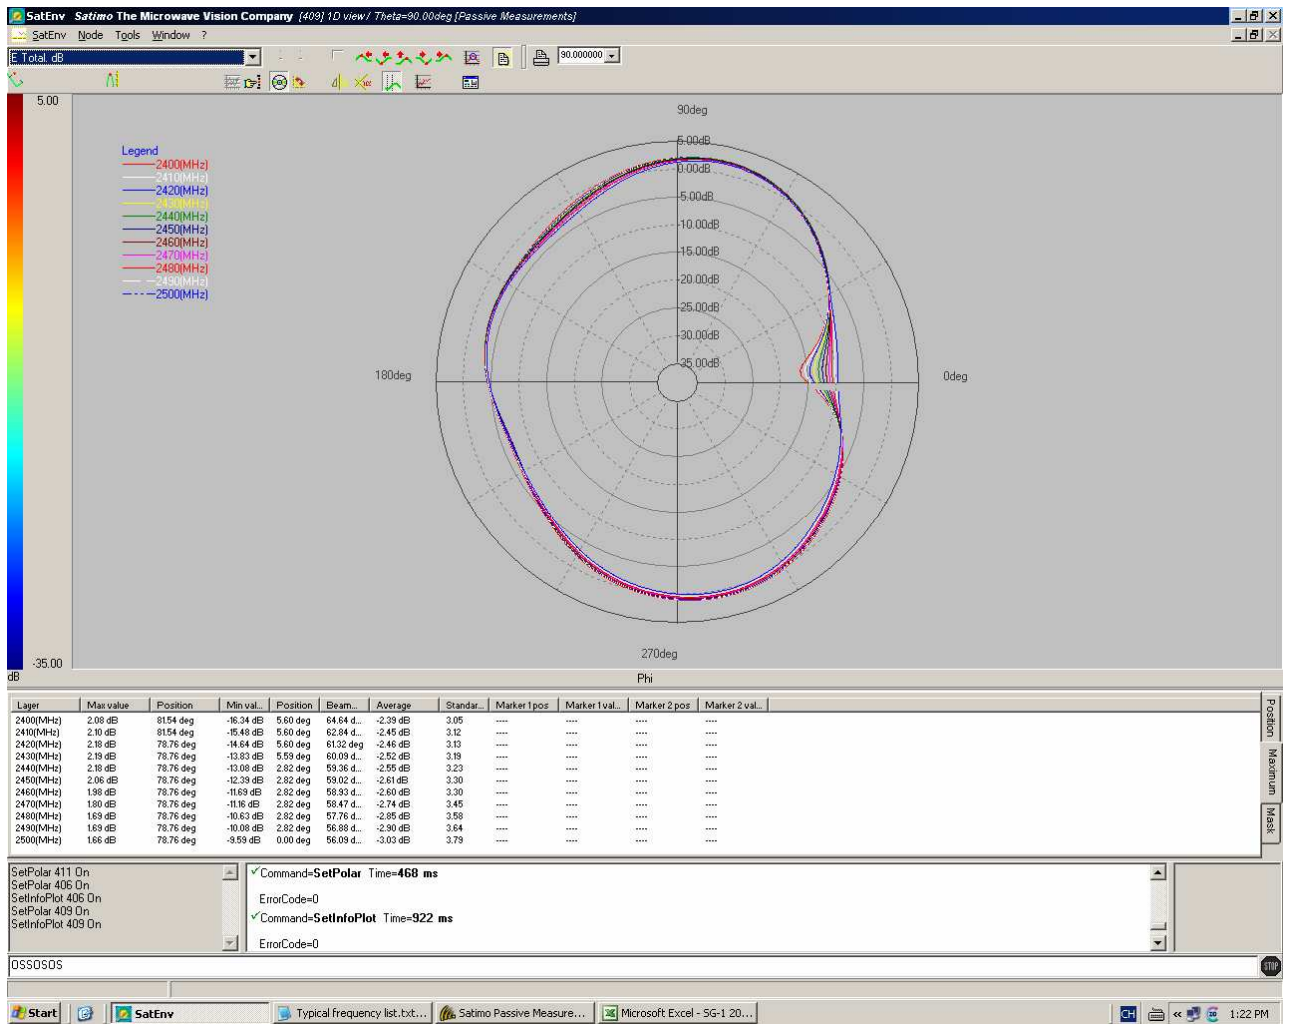 SatEnv Satimo The Microwave Vision Company [409] 1D view / Theta=90.00deg [Passive Measurements]
SatEnv Node Tools Window ?
E Total. dB
90.000000
5.00
-35.00
dB
Legend
2400(MHz)
2410(MHz)
2420(MHz)
2430(MHz)
2440(MHz)
2450(MHz)
2460(MHz)
2470(MHz)
2480(MHz)
2490(MHz)
2500(MHz)
90deg
5.00dB
0.00dB
-5.00dB
-10.00dB
-15.00dB
-20.00dB
-25.00dB
-30.00dB
-35.00dB
180deg
0deg
270deg
Phi
Layer Max value Position Min val... Position Beam... Average Standar... Marker 1 pos Marker 1 val... Marker 2 pos Marker 2 val...
2400(MHz) 2.08 dB 81.54 deg -16.34 dB 5.60 deg 64.64 d... -2.39 dB 3.05 ---- ---- ---- ----
2410(MHz) 2.10 dB 81.54 deg -15.48 dB 5.60 deg 62.84 d... -2.45 dB 3.12 ---- ---- ---- ----
2420(MHz) 2.18 dB 78.76 deg -14.64 dB 5.60 deg 61.32 deg -2.46 dB 3.13 ---- ---- ---- ----
2430(MHz) 2.19 dB 78.76 deg -13.83 dB 5.59 deg 60.09 d... -2.52 dB 3.19 ---- ---- ---- ----
2440(MHz) 2.18 dB 78.76 deg -13.08 dB 2.82 deg 59.36 d... -2.55 dB 3.23 ---- ---- ---- ----
2450(MHz) 2.06 dB 78.76 deg -12.39 dB 2.82 deg 59.02 d... -2.61 dB 3.30 ---- ---- ---- ----
2460(MHz) 1.98 dB 78.76 deg -11.69 dB 2.82 deg 58.93 d... -2.60 dB 3.30 ---- ---- ---- ----
2470(MHz) 1.80 dB 78.76 deg -11.16 dB 2.82 deg 58.47 d... -2.74 dB 3.45 ---- ---- ---- ----
2480(MHz) 1.69 dB 78.76 deg -10.63 dB 2.82 deg 57.76 d... -2.85 dB 3.58 ---- ---- ---- ----
2490(MHz) 1.69 dB 78.76 deg -10.08 dB 2.82 deg 56.88 d... -2.90 dB 3.64 ---- ---- ---- ----
2500(MHz) 1.66 dB 78.76 deg -9.59 dB 0.00 deg 56.09 d... -3.03 dB 3.79 ---- ---- ---- ----
Position
Maximum
Mask
SetPolar 411 On
SetPolar 406 On
SetInfoPlot 406 On
SetPolar 409 On
SetInfoPlot 409 On
Command=SetPolar Time=468 ms
ErrorCode=0
Command=SetInfoPlot Time=922 ms
ErrorCode=0
OSSOSOS
STOP
Start SatEnv Typical frequency list.txt... Satimo Passive Measure... Microsoft Excel - SG-1 20... CH « 1:22 PM